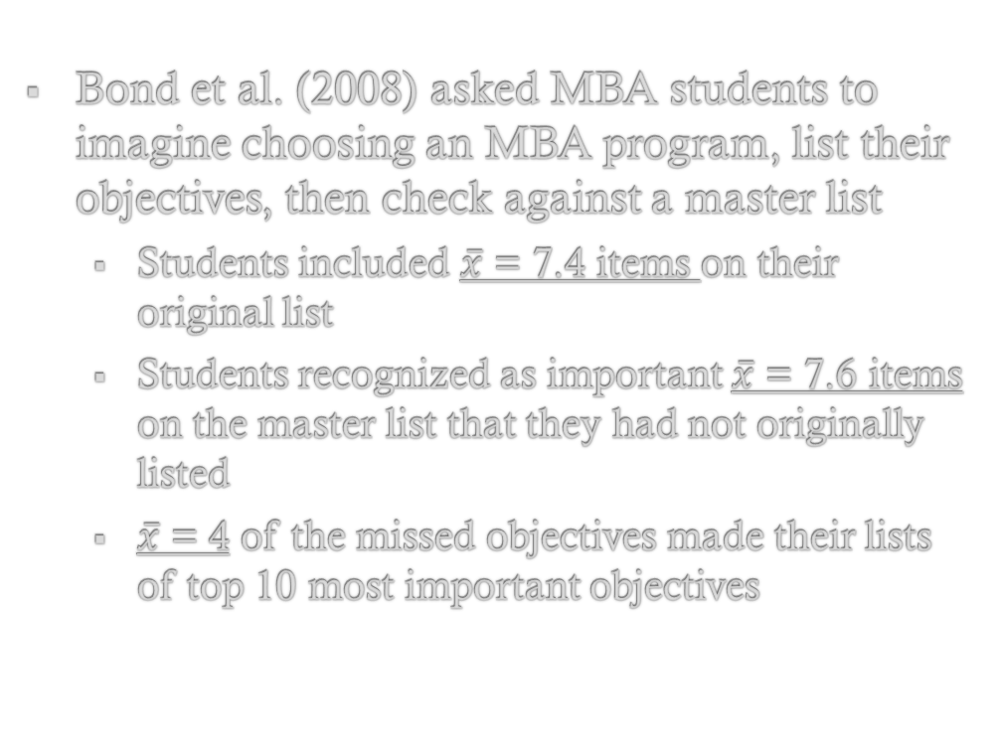 ▪ Bond et al. (2008) asked MBA students to
imagine choosing an MBA program, list their
objectives, then check against a master list
▪ Students included x̄ = 7.4 items on their
original list
▪ Students recognized as important x̄ = 7.6 items
on the master list that they had not originally
listed
▪ x̄ = 4 of the missed objectives made their lists
of top 10 most important objectives